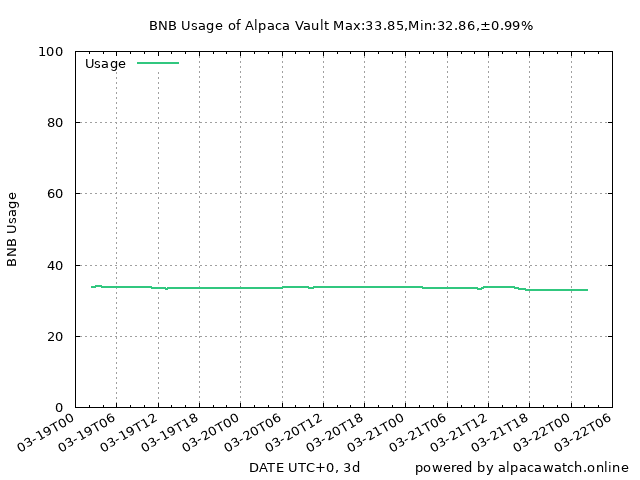 BNB Usage of Alpaca Vault Max:33.85,Min:32.86,±0.99%
Usage
BNB Usage
100
80
60
40
20
0
03-19T00
03-19T06
03-19T12
03-19T18
03-20T00
03-20T06
03-20T12
03-20T18
03-21T00
03-21T06
03-21T12
03-21T18
03-22T00
03-22T06
DATE UTC+0, 3d
powered by alpacawatch.online